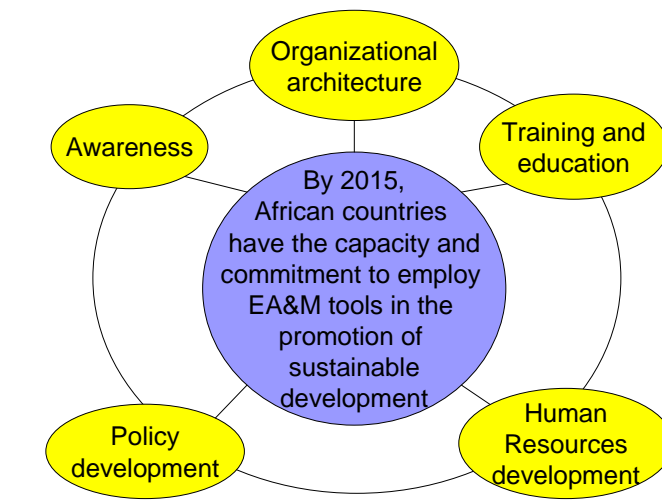 Organizational
architecture
Awareness
Training and
education
By 2015,
African countries
have the capacity and
commitment to employ
EA&M tools in the
promotion of
sustainable
development
Policy
development
Human
Resources
development